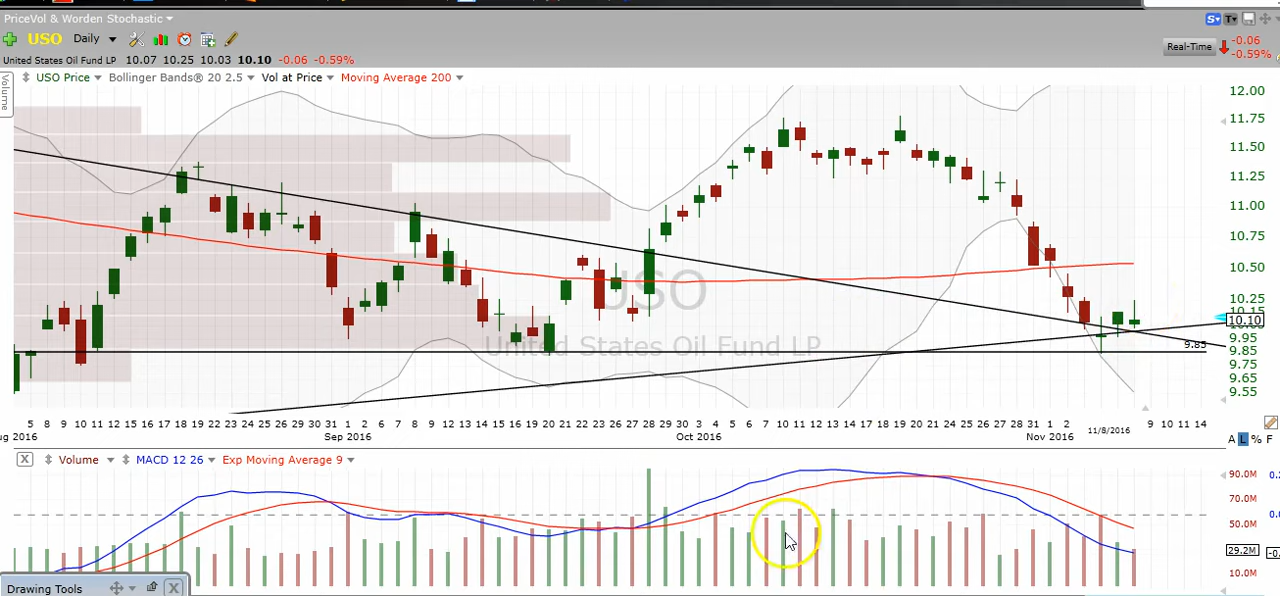 PriceVol & Worden Stochastic
USO Daily
United States Oil Fund LP 10.07 10.25 10.03 10.10 -0.06 -0.59%
S T
Real-Time -0.06
-0.59%
Volume
USO Price Bollinger Bands® 20 2.5 Vol at Price Moving Average 200
12.00
11.75
11.50
11.25
11.00
10.75
10.50
10.25
10.15
10.10
9.95
9.85
9.85
9.75
9.65
9.55
USO
United States Oil Fund LP
5 8 9 10 11 12 15 16 17 18 19 22 23 24 25 26 29 30 31 1 2 6 7 8 9 12 13 14 15 16 19 20 21 22 23 26 27 28 29 30 3 4 5 6 7 10 11 12 13 14 17 18 19 20 21 24 25 26 27 28 31 1 2 9 10 11 14
ug 2016 Sep 2016 Oct 2016 Nov 2016 11/8/2016
A L % F
X Volume MACD 12 26 Exp Moving Average 9
90.0M
70.0M
50.0M
29.2M
10.0M
Drawing Tools X